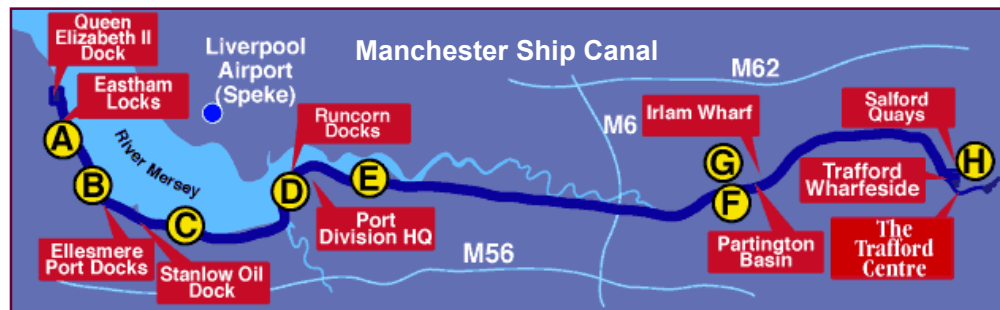 Queen
Elizabeth II
Dock
Eastham
Locks
Liverpool
Airport
(Speke)
Manchester Ship Canal
M62
Runcorn
Docks
M6
Irlam Wharf
Salford
Quays
A
B
C
D
E
G
F
H
River Mersey
Trafford
Wharfeside
Port
Division HQ
Ellesmere
Port Docks
Stanlow Oil
Dock
M56
Partington
Basin
The
Trafford
Centre